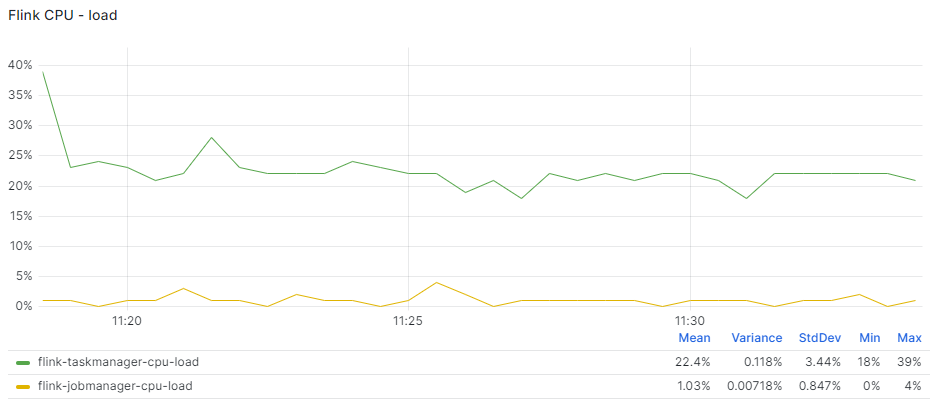 Flink CPU - load
40%
35%
30%
25%
20%
15%
10%
5%
0%
11:20 11:25 11:30
Mean Variance StdDev Min Max
flink-taskmanager-cpu-load 22.4% 0.118% 3.44% 18% 39%
flink-jobmanager-cpu-load 1.03% 0.00718% 0.847% 0% 4%